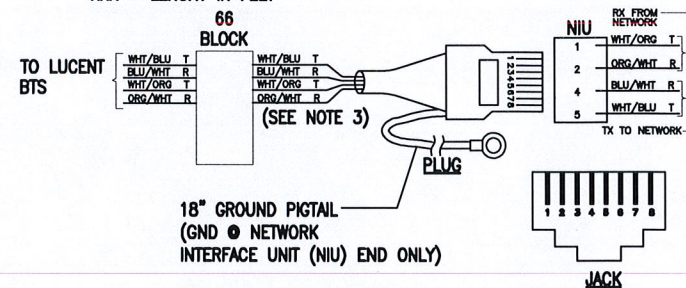 66
BLOCK
TO LUCENT
BTS
WHT/BLU T
BLU/WHT R
WHT/ORG T
ORG/WHT R
WHT/BLU T
BLU/WHT R
WHT/ORG T
ORG/WHT R
(SEE NOTE 3)
12345678
PLUG
18" GROUND PIGTAIL
(GND @ NETWORK
INTERFACE UNIT (NIU) END ONLY)
RX FROM
NETWORK
NIU
1 WHT/ORG T
2 ORG/WHT R
4 BLU/WHT R
5 WHT/BLU T
TX TO NETWORK
1 2 3 4 5 6 7 8
JACK